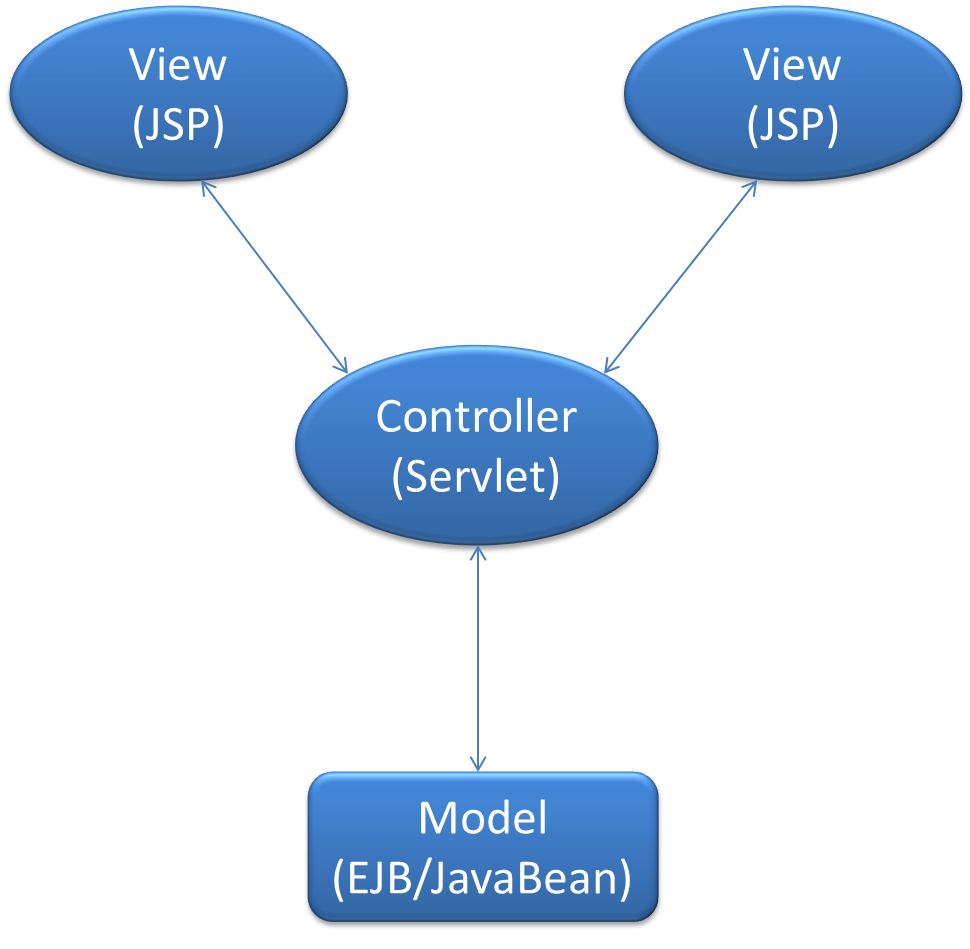 View
(JSP)
View
(JSP)
Controller
(Servlet)
Model
(EJB/JavaBean)